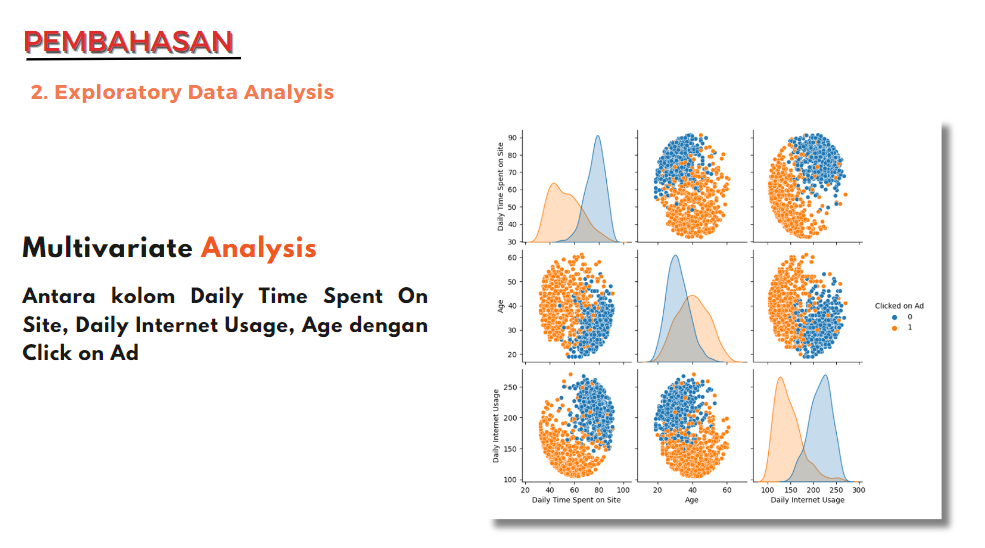 PEMBAHASAN
2. Exploratory Data Analysis
Multivariate Analysis
Antara kolom Daily Time Spent On
Site, Daily Internet Usage, Age dengan
Click on Ad
Daily Time Spent on Site
90
80
70
60
50
40
30
Age
60
50
40
30
20
Daily Internet Usage
250
200
150
100
20 40 60 80 100
Daily Time Spent on Site
20 40 60
Age
100 150 200 250 300
Daily Internet Usage
Clicked on Ad
0
1